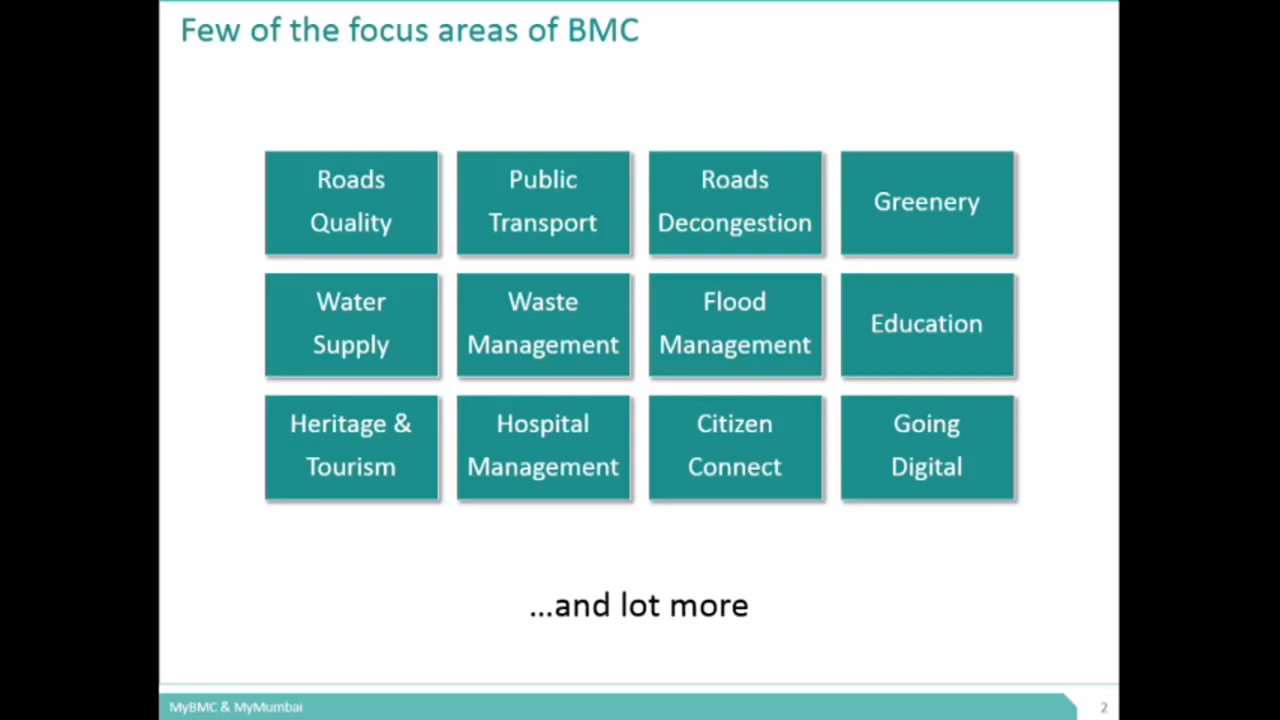 Few of the focus areas of BMC
Roads
Quality
Public
Transport
Roads
Decongestion
Greenery
Water
Supply
Waste
Management
Flood
Management
Education
Heritage &
Tourism
Hospital
Management
Citizen
Connect
Going
Digital
...and lot more
MyBMC & MyMumbai
2